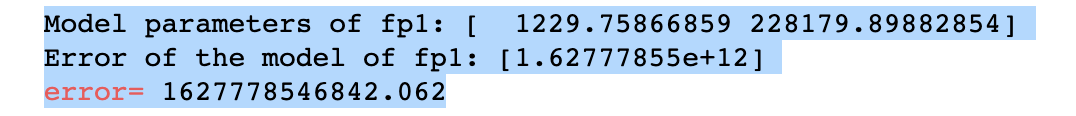 Model parameters of fp1: [  1229.75866859 228179.89882854]
Error of the model of fp1: [1.62777855e+12]
error= 1627778546842.062